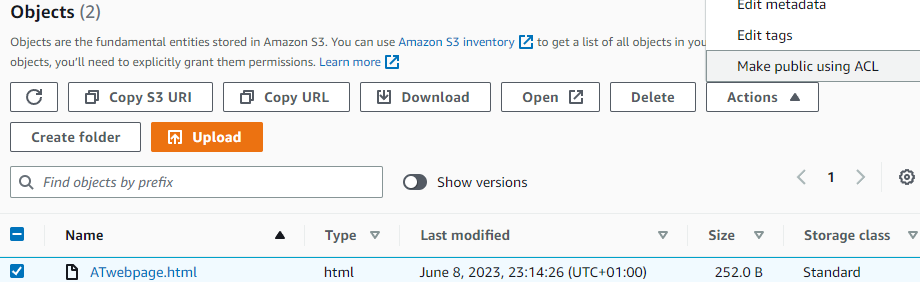 Objects (2)
Edit metadata
Objects are the fundamental entities stored in Amazon S3. You can use Amazon S3 inventory to get a list of all objects in you
Edit tags
objects, you'll need to explicitly grant them permissions. Learn more
Make public using ACL
Copy S3 URI Copy URL Download Open Delete Actions
Create folder Upload
Find objects by prefix Show versions 1
Name Type Last modified Size Storage class
ATwebpage.html html June 8, 2023, 23:14:26 (UTC+01:00) 252.0 B Standard